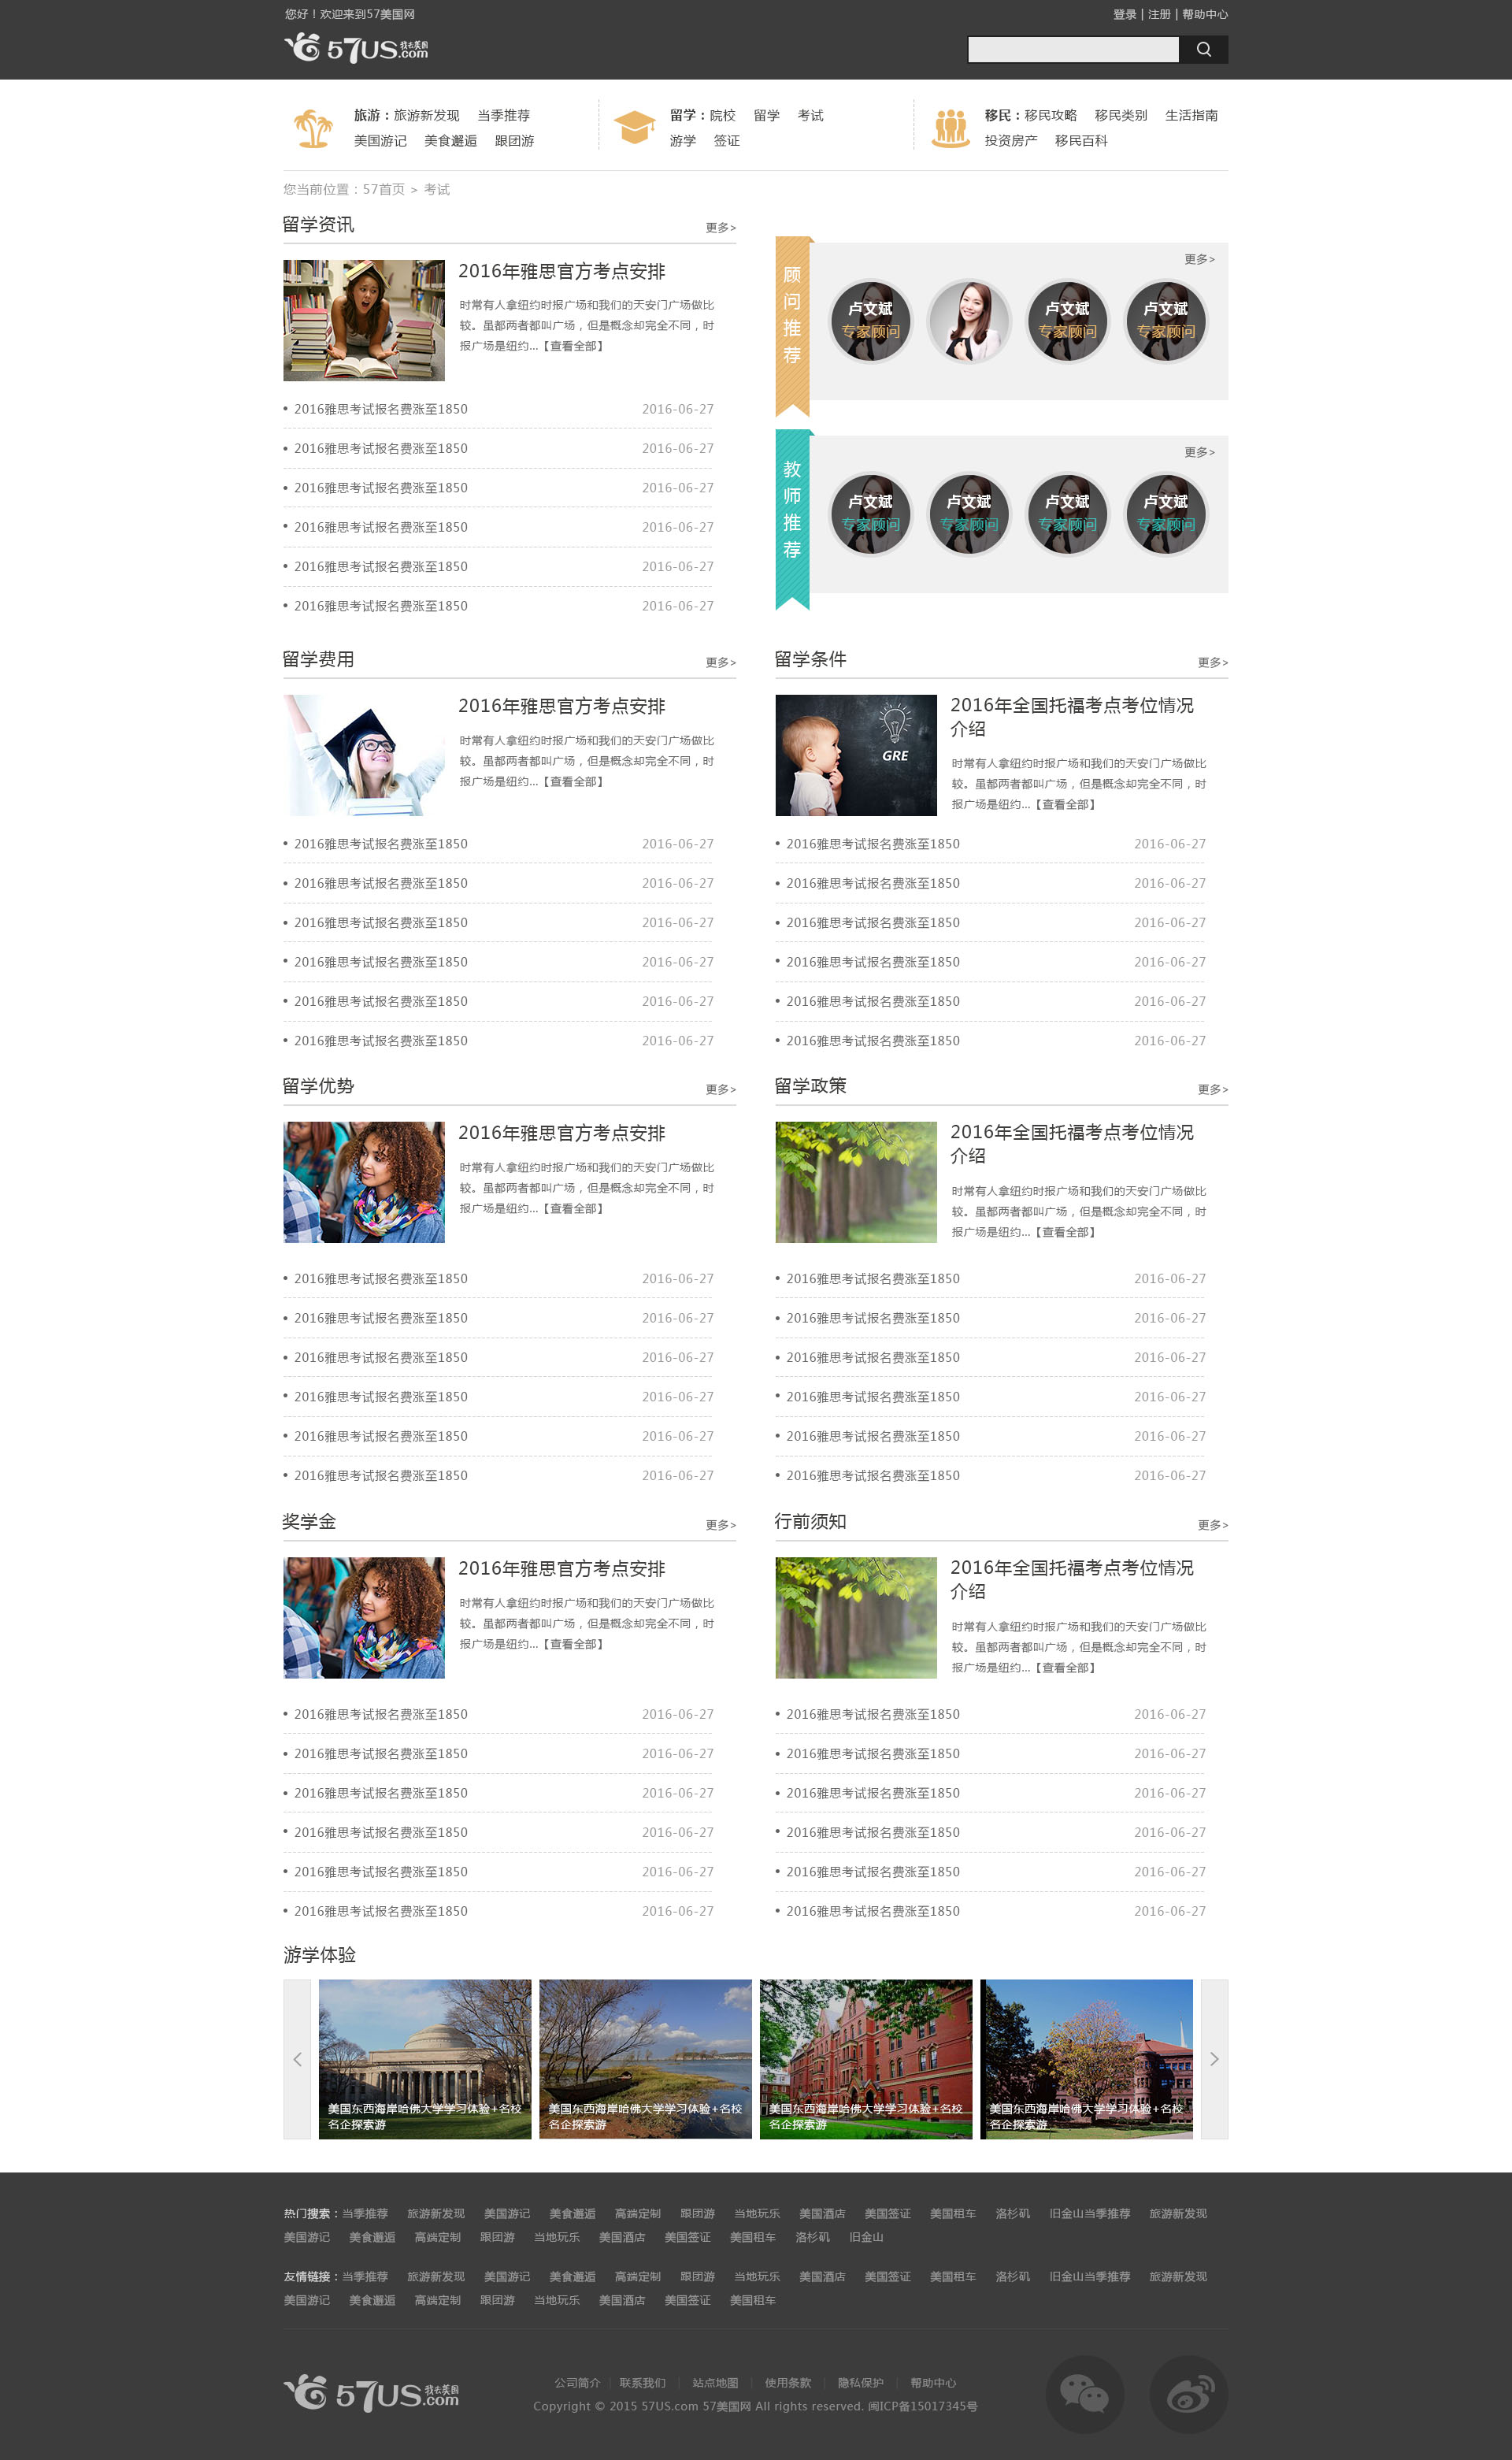 您好！欢迎来到57美国网
登录 | 注册 | 帮助中心
57US.com 我去美国
旅游：旅游新发现 当季推荐
美国游记 美食邂逅 跟团游
留学：院校 留学 考试
游学 签证
移民：移民攻略 移民类别 生活指南
投资房产 移民百科
您当前位置：57首页 > 考试
留学资讯 更多>
2016年雅思官方考点安排
时常有人拿纽约时报广场和我们的天安门广场做比
较。虽都两者都叫广场，但是概念却完全不同，时
报广场是纽约...【查看全部】
2016雅思考试报名费涨至1850 2016-06-27
2016雅思考试报名费涨至1850 2016-06-27
2016雅思考试报名费涨至1850 2016-06-27
2016雅思考试报名费涨至1850 2016-06-27
2016雅思考试报名费涨至1850 2016-06-27
2016雅思考试报名费涨至1850 2016-06-27
顾问推荐
更多>
卢文斌 卢文斌 卢文斌
专家顾问 专家顾问 专家顾问
教师推荐
更多>
卢文斌 卢文斌 卢文斌 卢文斌
专家顾问 专家顾问 专家顾问 专家顾问
留学费用 更多>
2016年雅思官方考点安排
时常有人拿纽约时报广场和我们的天安门广场做比
较。虽都两者都叫广场，但是概念却完全不同，时
报广场是纽约...【查看全部】
2016雅思考试报名费涨至1850 2016-06-27
2016雅思考试报名费涨至1850 2016-06-27
2016雅思考试报名费涨至1850 2016-06-27
2016雅思考试报名费涨至1850 2016-06-27
2016雅思考试报名费涨至1850 2016-06-27
2016雅思考试报名费涨至1850 2016-06-27
留学条件 更多>
GRE
2016年全国托福考点考位情况
介绍
时常有人拿纽约时报广场和我们的天安门广场做比
较。虽都两者都叫广场，但是概念却完全不同，时
报广场是纽约...【查看全部】
2016雅思考试报名费涨至1850 2016-06-27
2016雅思考试报名费涨至1850 2016-06-27
2016雅思考试报名费涨至1850 2016-06-27
2016雅思考试报名费涨至1850 2016-06-27
2016雅思考试报名费涨至1850 2016-06-27
2016雅思考试报名费涨至1850 2016-06-27
留学优势 更多>
2016年雅思官方考点安排
时常有人拿纽约时报广场和我们的天安门广场做比
较。虽都两者都叫广场，但是概念却完全不同，时
报广场是纽约...【查看全部】
2016雅思考试报名费涨至1850 2016-06-27
2016雅思考试报名费涨至1850 2016-06-27
2016雅思考试报名费涨至1850 2016-06-27
2016雅思考试报名费涨至1850 2016-06-27
2016雅思考试报名费涨至1850 2016-06-27
2016雅思考试报名费涨至1850 2016-06-27
留学政策 更多>
2016年全国托福考点考位情况
介绍
时常有人拿纽约时报广场和我们的天安门广场做比
较。虽都两者都叫广场，但是概念却完全不同，时
报广场是纽约...【查看全部】
2016雅思考试报名费涨至1850 2016-06-27
2016雅思考试报名费涨至1850 2016-06-27
2016雅思考试报名费涨至1850 2016-06-27
2016雅思考试报名费涨至1850 2016-06-27
2016雅思考试报名费涨至1850 2016-06-27
2016雅思考试报名费涨至1850 2016-06-27
奖学金 更多>
2016年雅思官方考点安排
时常有人拿纽约时报广场和我们的天安门广场做比
较。虽都两者都叫广场，但是概念却完全不同，时
报广场是纽约...【查看全部】
2016雅思考试报名费涨至1850 2016-06-27
2016雅思考试报名费涨至1850 2016-06-27
2016雅思考试报名费涨至1850 2016-06-27
2016雅思考试报名费涨至1850 2016-06-27
2016雅思考试报名费涨至1850 2016-06-27
2016雅思考试报名费涨至1850 2016-06-27
行前须知 更多>
2016年全国托福考点考位情况
介绍
时常有人拿纽约时报广场和我们的天安门广场做比
较。虽都两者都叫广场，但是概念却完全不同，时
报广场是纽约...【查看全部】
2016雅思考试报名费涨至1850 2016-06-27
2016雅思考试报名费涨至1850 2016-06-27
2016雅思考试报名费涨至1850 2016-06-27
2016雅思考试报名费涨至1850 2016-06-27
2016雅思考试报名费涨至1850 2016-06-27
2016雅思考试报名费涨至1850 2016-06-27
游学体验
美国东西海岸哈佛大学学习体验+名校
名企探索游
美国东西海岸哈佛大学学习体验+名校
名企探索游
美国东西海岸哈佛大学学习体验+名校
名企探索游
美国东西海岸哈佛大学学习体验+名校
名企探索游
热门搜索：当季推荐 旅游新发现 美国游记 美食邂逅 高端定制 跟团游 当地玩乐 美国酒店 美国签证 美国租车 洛杉矶 旧金山当季推荐 旅游新发现
美国游记 美食邂逅 高端定制 跟团游 当地玩乐 美国酒店 美国签证 美国租车 洛杉矶 旧金山
友情链接：当季推荐 旅游新发现 美国游记 美食邂逅 高端定制 跟团游 当地玩乐 美国酒店 美国签证 美国租车 洛杉矶 旧金山当季推荐 旅游新发现
美国游记 美食邂逅 高端定制 跟团游 当地玩乐 美国酒店 美国签证 美国租车
57US.com 我去美国
公司简介 | 联系我们 | 站点地图 | 使用条款 | 隐私保护 | 帮助中心
Copyright © 2015 57US.com 57美国网 All rights reserved. 闽ICP备15017345号